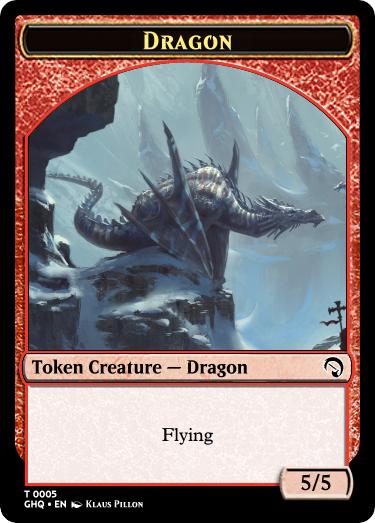 Dragon
Token Creature — Dragon
Flying
5/5
T 0005
GHQ • EN Klaus Pillon